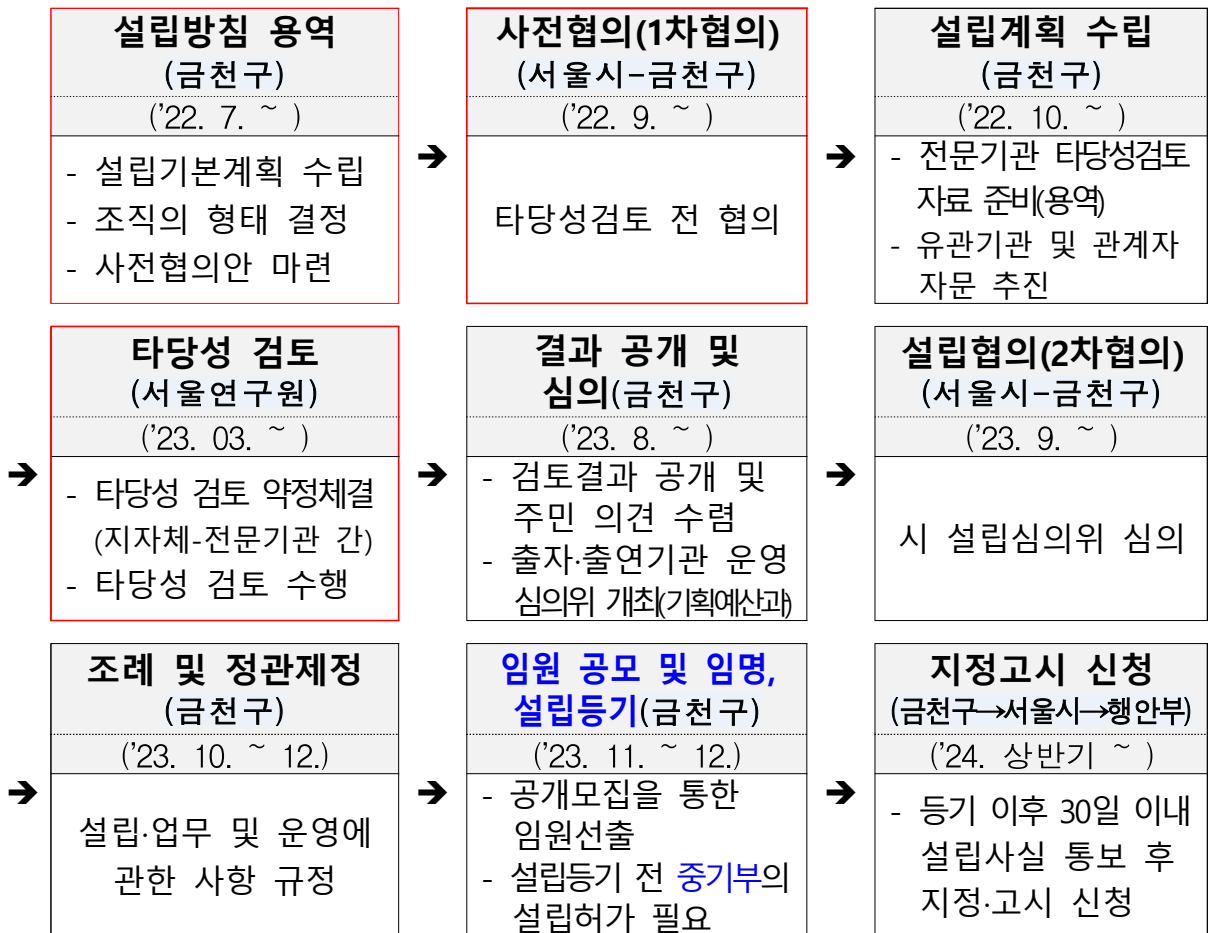 설립방침 용역
(금천구)
('22. 7. ~ )
- 설립기본계획 수립
- 조직의 형태 결정
- 사전협의안 마련
➔
사전협의(1차협의)
(서울시-금천구)
('22. 9. ~ )
타당성검토 전 협의
➔
설립계획 수립
(금천구)
('22. 10. ~ )
- 전문기관 타당성검토
자료 준비(용역)
- 유관기관 및 관계자
자문 추진
➔
타당성 검토
(서울연구원)
('23. 03. ~ )
- 타당성 검토 약정체결
(지자체-전문기관 간)
- 타당성 검토 수행
➔
결과 공개 및
심의(금천구)
('23. 8. ~ )
- 검토결과 공개 및
주민 의견 수렴
- 출자·출연기관 운영
심의위 개최(기획예산과)
➔
설립협의(2차협의)
(서울시-금천구)
('23. 9. ~ )
시 설립심의위 심의
➔
조례 및 정관제정
(금천구)
('23. 10. ~ 12.)
설립·업무 및 운영에
관한 사항 규정
➔
임원 공모 및 임명,
설립등기(금천구)
('23. 11. ~ 12.)
- 공개모집을 통한
임원선출
- 설립등기 전 중기부의
설립허가 필요
➔
지정고시 신청
(금천구→서울시→행안부)
('24. 상반기 ~ )
- 등기 이후 30일 이내
설립사실 통보 후
지정·고시 신청